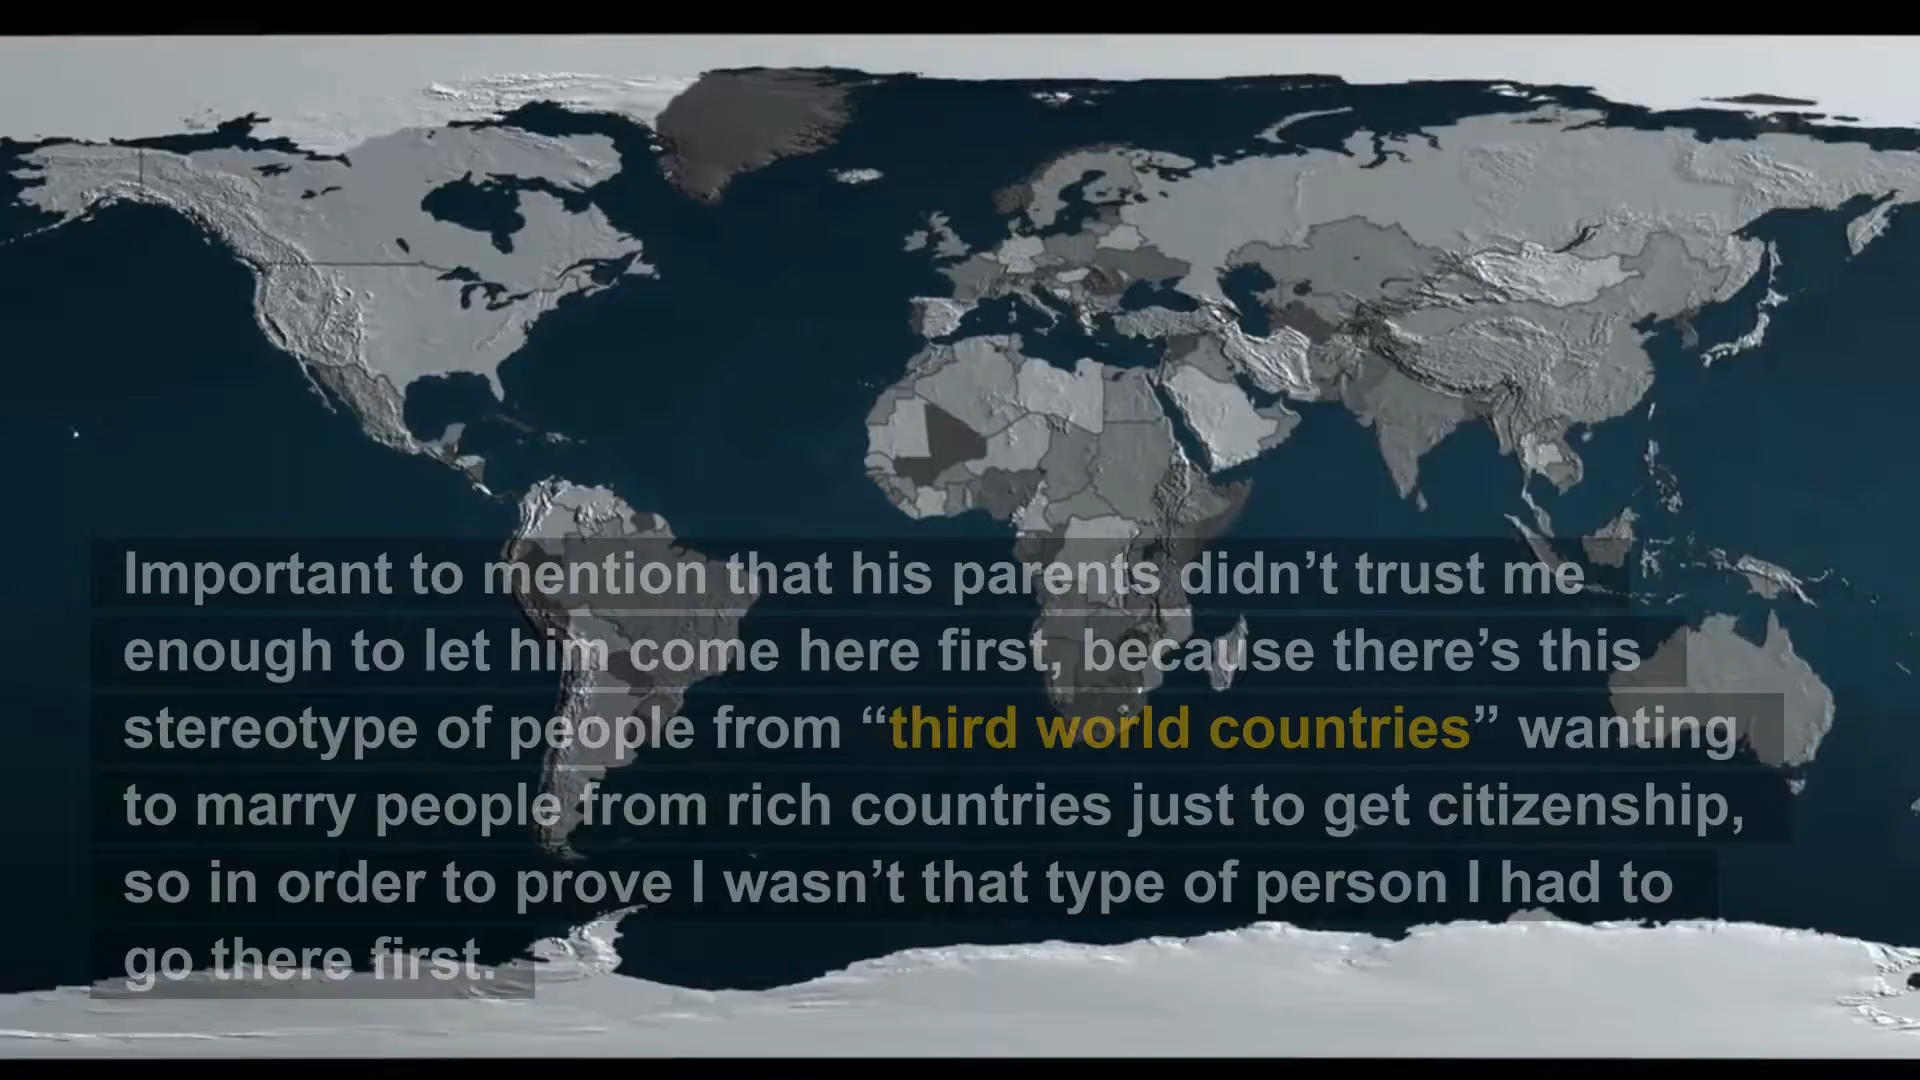 Important to mention that his parents didn’t trust me
enough to let him come here first, because there’s this
stereotype of people from “third world countries” wanting
to marry people from rich countries just to get citizenship,
so in order to prove I wasn’t that type of person I had to
go there first.